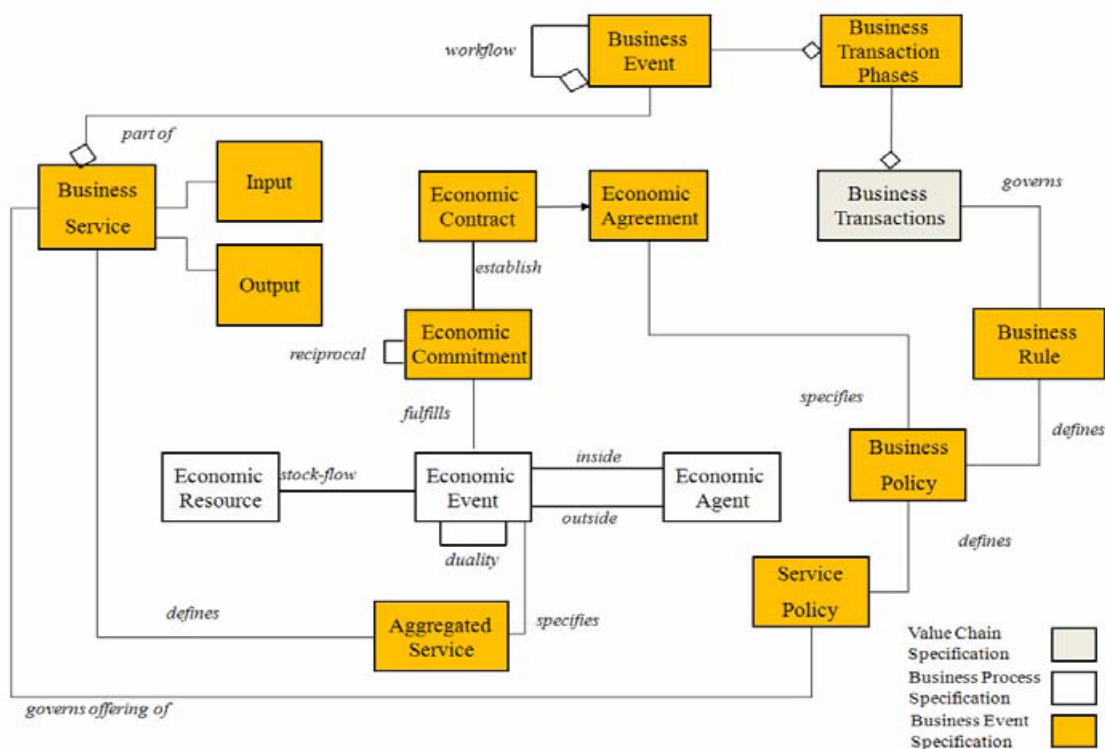 workflow
Business
Event
Business
Transaction
Phases
part of
Business
Service
Input
Output
Economic
Contract
Economic
Agreement
Business
Transactions
governs
establish
Economic
Commitment
reciprocal
fulfills
Business
Rule
specifies
defines
Business
Policy
Economic
Resource
stock-flow
Economic
Event
inside
outside
Economic
Agent
duality
defines
Service
Policy
defines
Aggregated
Service
specifies
governs offering of
Value Chain
Specification
Business Process
Specification
Business Event
Specification